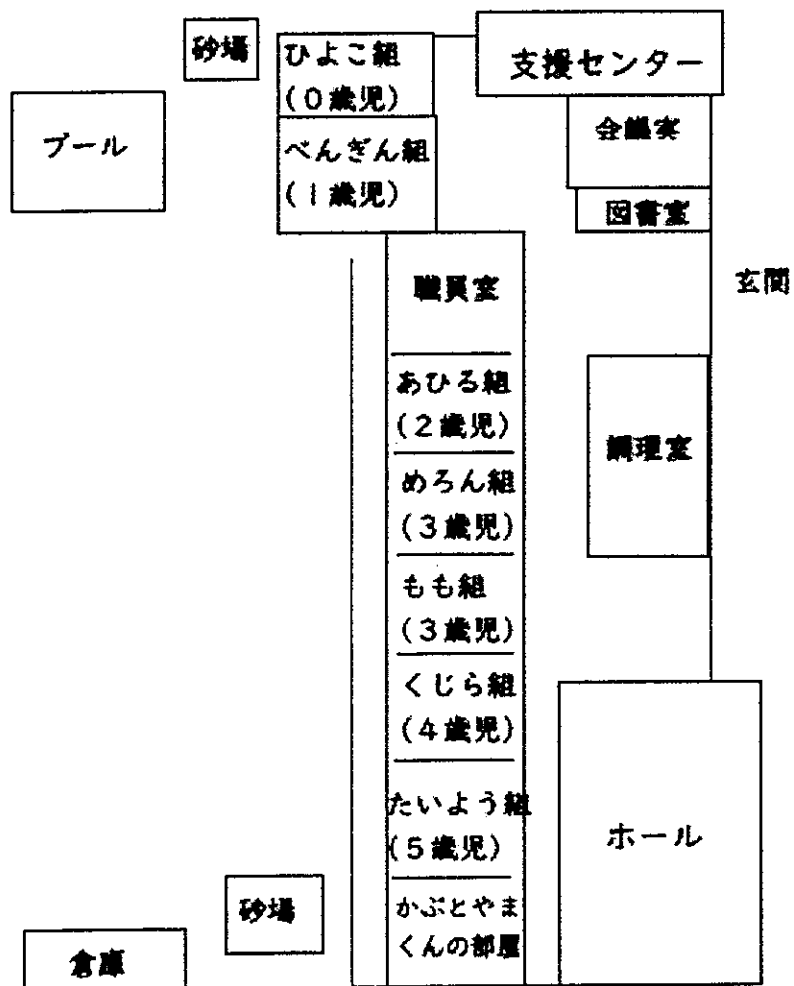 砂場
ひよこ組
(0歳児)
支援センター
プール
ぺんぎん組
(1歳児)
会議室
図書室
職員室
玄関
あひる組
(2歳児)
調理室
めろん組
(3歳児)
もも組
(3歳児)
くじら組
(4歳児)
たいよう組
(5歳児)
ホール
砂場
かぶとやま
くんの部屋
倉庫